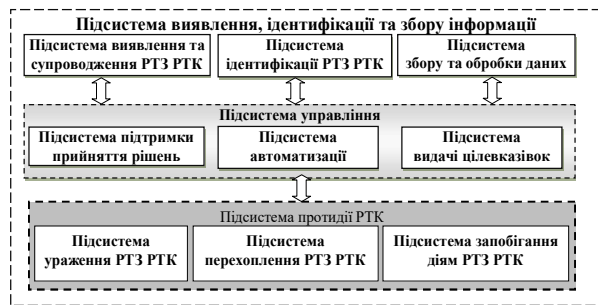 Підсистема виявлення, ідентифікації та збору інформації
Підсистема виявлення та
супроводження РТЗ РТК
Підсистема
ідентифікації РТЗ РТК
Підсистема
збору та обробки даних
Підсистема управління
Підсистема підтримки
прийняття рішень
Підсистема
автоматизації
Підсистема
видачі цілевказівок
Підсистема протидії РТК
Підсистема
ураження РТЗ РТК
Підсистема
перехоплення РТЗ РТК
Підсистема запобігання
діям РТЗ РТК